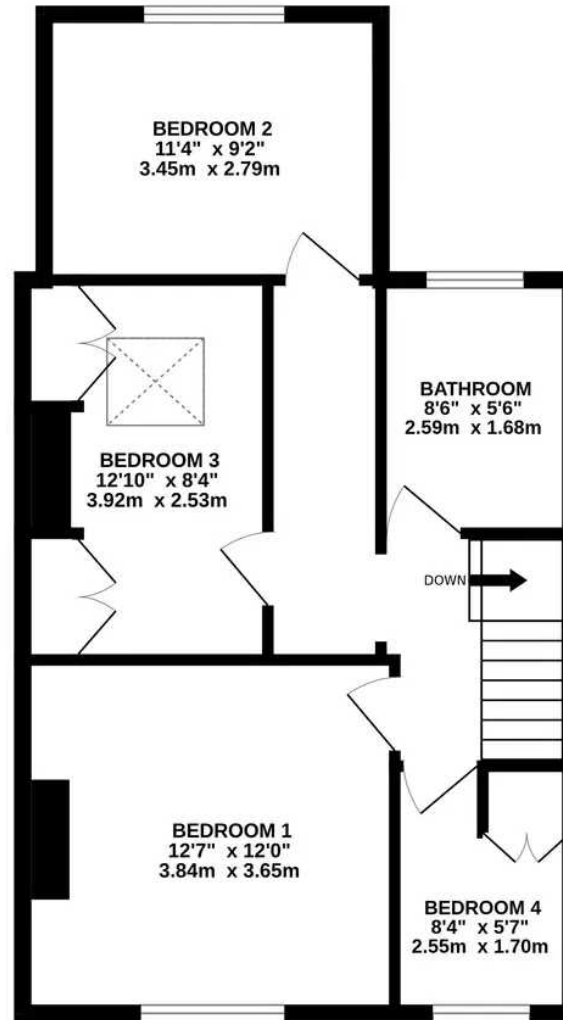 BEDROOM 2
11'4" x 9'2"
3.45m x 2.79m
BATHROOM
8'6" x 5'6"
2.59m x 1.68m
BEDROOM 3
12'10" x 8'4"
3.92m x 2.53m
DOWN
BEDROOM 1
12'7" x 12'0"
3.84m x 3.65m
BEDROOM 4
8'4" x 5'7"
2.55m x 1.70m